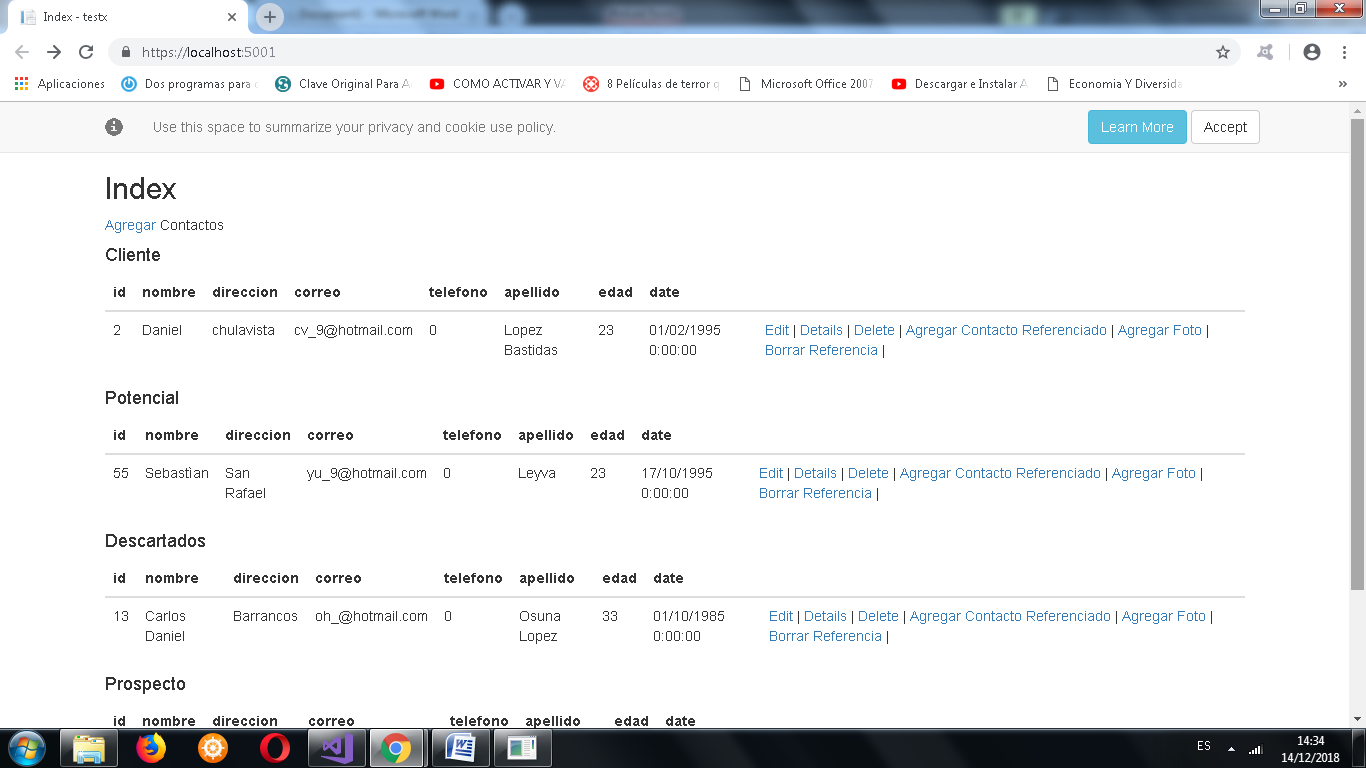 Index - testx
https://localhost:5001
Aplicaciones
Dos programas para
Clave Original Para A
COMO ACTIVAR Y VA
8 Películas de terror q
Microsoft Office 2007
Descargar e Instalar A
Economia Y Diversida
»
Use this space to summarize your privacy and cookie use policy.
Learn More
Accept
Index
Agregar Contactos
Cliente
id nombre direccion correo telefono apellido edad date
2 Daniel chulavista cv_9@hotmail.com 0 Lopez Bastidas 23 01/02/1995 0:00:00 Edit | Details | Delete | Agregar Contacto Referenciado | Agregar Foto |
Borrar Referencia |
Potencial
id nombre direccion correo telefono apellido edad date
55 Sebastìan San Rafael yu_9@hotmail.com 0 Leyva 23 17/10/1995 0:00:00 Edit | Details | Delete | Agregar Contacto Referenciado | Agregar Foto |
Borrar Referencia |
Descartados
id nombre direccion correo telefono apellido edad date
13 Carlos Daniel Barrancos oh_@hotmail.com 0 Osuna Lopez 33 01/10/1985 0:00:00 Edit | Details | Delete | Agregar Contacto Referenciado | Agregar Foto |
Borrar Referencia |
Prospecto
id nombre direccion correo telefono apellido edad date
ES
14:34
14/12/2018